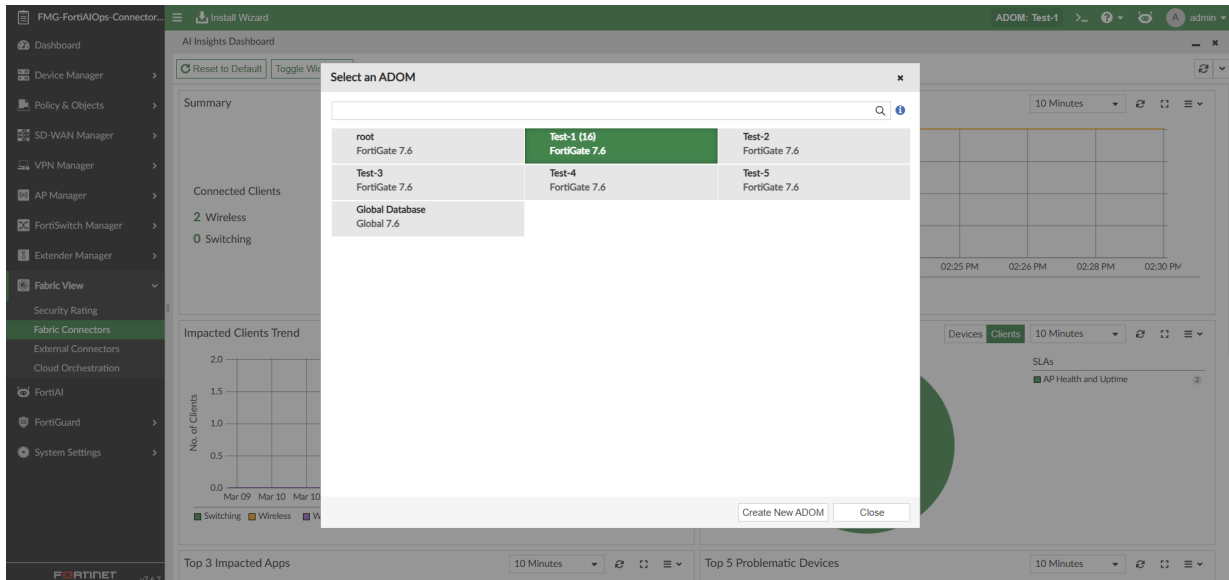 FMG-FortiAIOps-Connector...
Install Wizard
ADOM: Test-1
admin
Dashboard
Device Manager
Policy & Objects
SD-WAN Manager
VPN Manager
AP Manager
FortiSwitch Manager
Extender Manager
Fabric View
Security Rating
Fabric Connectors
External Connectors
Cloud Orchestration
FortiAI
FortiGuard
System Settings
FORTINET
AI Insights Dashboard
Reset to Default
Toggle
Summary
10 Minutes
Connected Clients
2 Wireless
0 Switching
02:25 PM 02:26 PM 02:28 PM 02:30 PM
Select an ADOM
root
FortiGate 7.6
Test-1 (16)
FortiGate 7.6
Test-2
FortiGate 7.6
Test-3
FortiGate 7.6
Test-4
FortiGate 7.6
Test-5
FortiGate 7.6
Global Database
Global 7.6
Create New ADOM
Close
Impacted Clients Trend
No. of Clients
2.0
1.5
1.0
0.5
0.0
Mar 09 Mar 10 Mar 10
Switching Wireless
Devices Clients 10 Minutes
SLAs
AP Health and Uptime 2
Top 3 Impacted Apps
10 Minutes
Top 5 Problematic Devices
10 Minutes